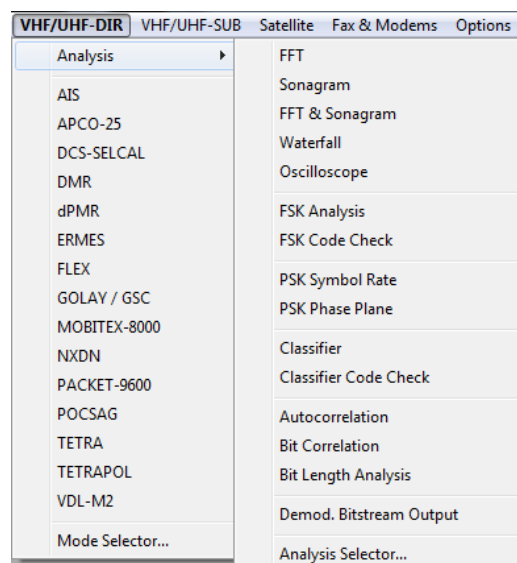 VHF/UHF-DIR VHF/UHF-SUB Satellite Fax & Modems Options
Analysis
AIS
APCO-25
DCS-SELCAL
DMR
dPMR
ERMES
FLEX
GOLAY / GSC
MOBITEX-8000
NXDN
PACKET-9600
POCSAG
TETRA
TETRAPOL
VDL-M2
Mode Selector...
FFT
Sonagram
FFT & Sonagram
Waterfall
Oscilloscope
FSK Analysis
FSK Code Check
PSK Symbol Rate
PSK Phase Plane
Classifier
Classifier Code Check
Autocorrelation
Bit Correlation
Bit Length Analysis
Demod. Bitstream Output
Analysis Selector...